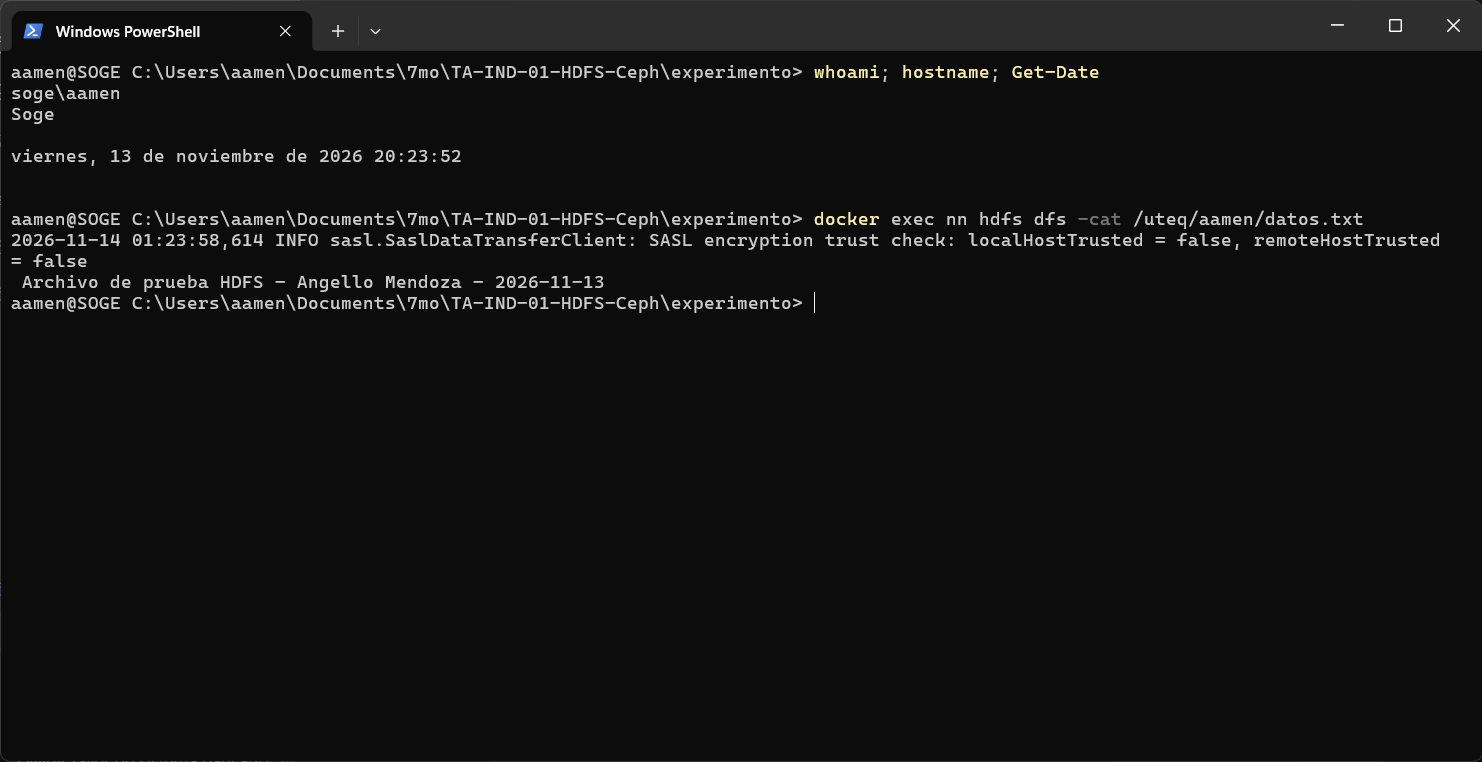 Windows PowerShell
aamen@SOGE C:\Users\aamen\Documents\7mo\TA-IND-01-HDFS-Ceph\experimento> whoami; hostname; Get-Date
soge\aamen
Soge
viernes, 13 de noviembre de 2026 20:23:52
aamen@SOGE C:\Users\aamen\Documents\7mo\TA-IND-01-HDFS-Ceph\experimento> docker exec nn hdfs dfs -cat /uteq/aamen/datos.txt
2026-11-14 01:23:58,614 INFO sasl.SaslDataTransferClient: SASL encryption trust check: localHostTrusted = false, remoteHostTrusted
= false
Archivo de prueba HDFS - Angello Mendoza - 2026-11-13
aamen@SOGE C:\Users\aamen\Documents\7mo\TA-IND-01-HDFS-Ceph\experimento>